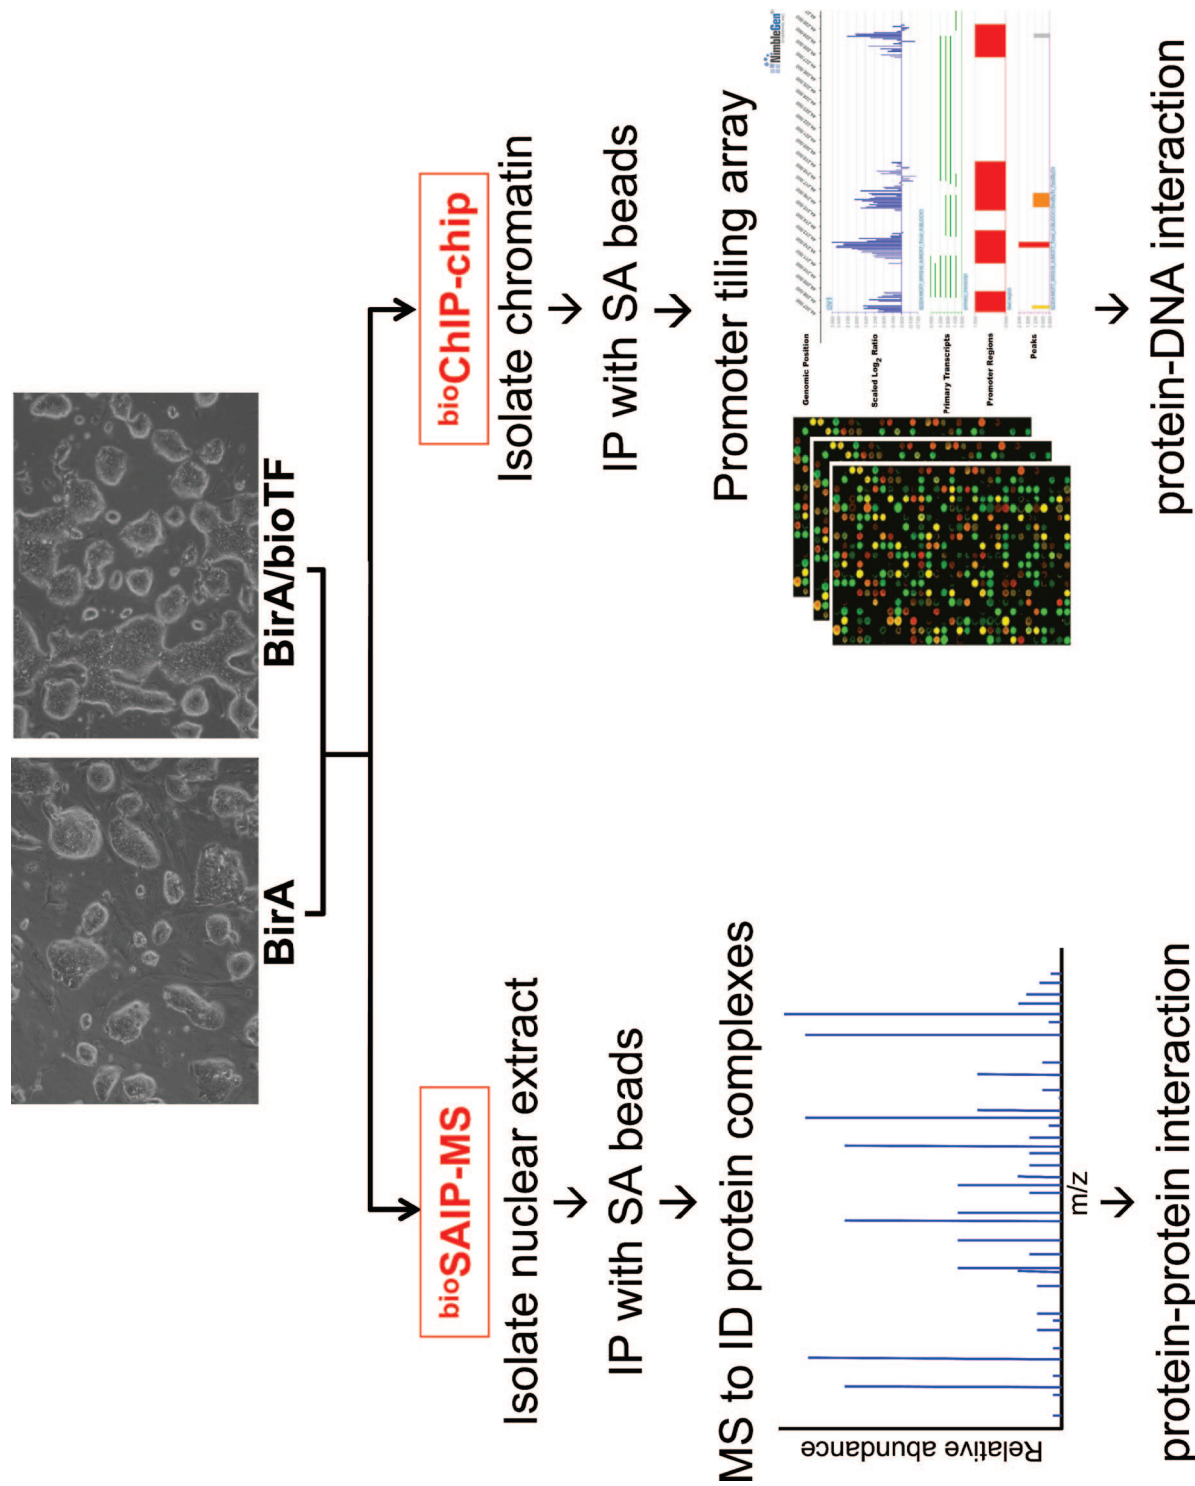 BirA
BirA/bioTF
bioSAIP-MS
Isolate nuclear extract
IP with SA beads
MS to ID protein complexes
Relative abundance
m/z
protein-protein interaction
bioChIP-chip
Isolate chromatin
IP with SA beads
Promoter tiling array
NimbleGen
Genomic Position
Scaled Log2 Ratio
Primary Transcripts
Promoter Regions
Peaks
protein-DNA interaction